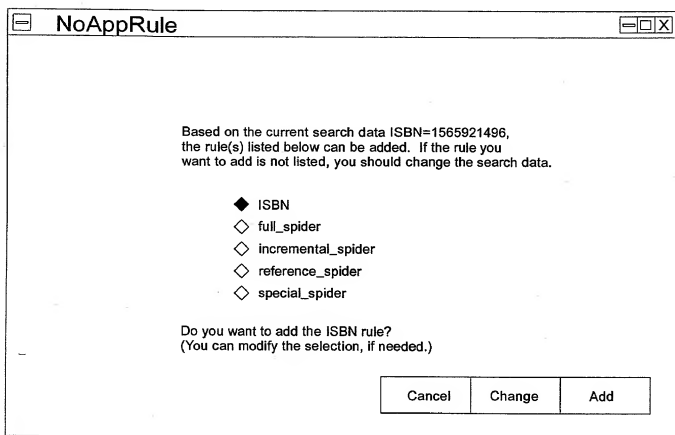 NoAppRule
Based on the current search data ISBN=1565921496,
the rule(s) listed below can be added. If the rule you
want to add is not listed, you should change the search data.
ISBN
full_spider
incremental_spider
reference_spider
special_spider
Do you want to add the ISBN rule?
(You can modify the selection, if needed.)
Cancel Change Add